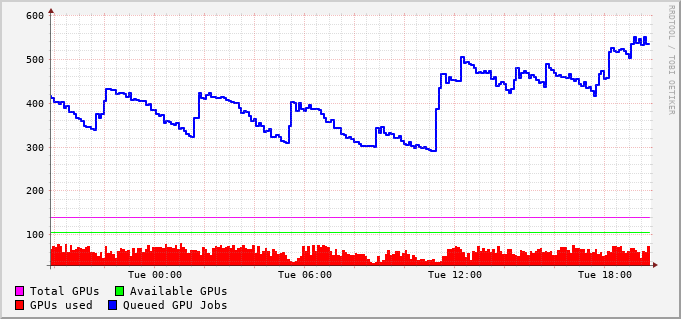 600
500
400
300
200
100
RRDTOOL / TOBI OETIKER
Tue 00:00 Tue 06:00 Tue 12:00 Tue 18:00
Total GPUs Available GPUs
GPUs used Queued GPU Jobs